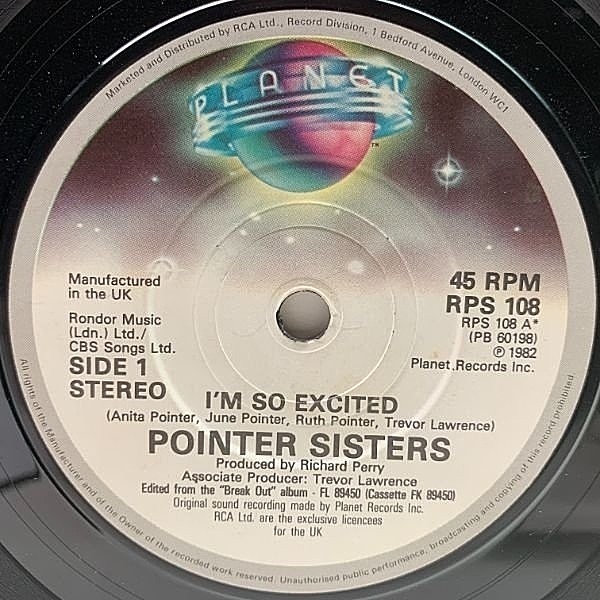 Marketed and Distributed by RCA Ltd., Record Division, 1 Bedford Avenue, London WC1
PLANET
™
Manufactured
in the UK
Rondor Music
(Ldn.) Ltd./
CBS Songs Ltd.
SIDE 1
STEREO
45 RPM
RPS 108
RPS 108 A*
(PB 60198)
℗ 1982
Planet Records Inc.
I'M SO EXCITED
(Anita Pointer, June Pointer, Ruth Pointer, Trevor Lawrence)
POINTER SISTERS
Produced by Richard Perry
Associate Producer: Trevor Lawrence
Edited from the "Break Out" album - FL 89450 (Cassette FK 89450)
Original sound recording made by Planet Records Inc.
RCA Ltd. are the exclusive licencees
for the UK
All rights of the Manufacturer and of the Owner of the recorded work reserved. Unauthorised public performance, broadcasting and copying of this record prohibited